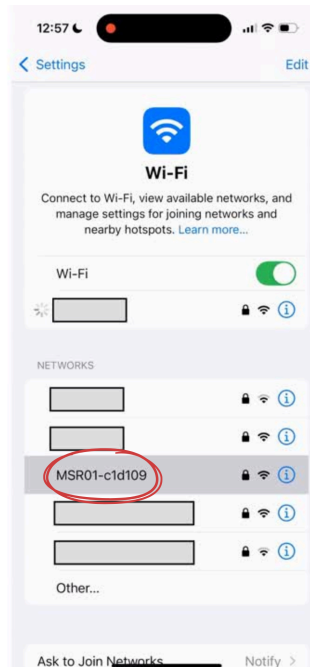 12:57
Settings
Edit
Wi-Fi
Connect to Wi-Fi, view available networks, and
manage settings for joining networks and
nearby hotspots. Learn more...
Wi-Fi
NETWORKS
MSR01-c1d109
Other...
Ask to Join Networks
Notify